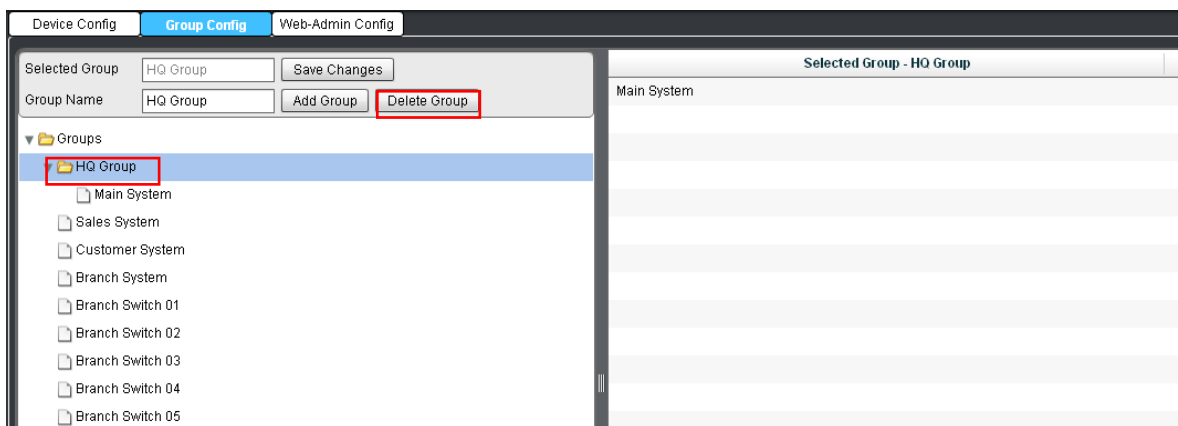 Device Config Group Config Web-Admin Config
Selected Group HQ Group Save Changes
Group Name HQ Group Add Group Delete Group
Groups
HQ Group
Main System
Sales System
Customer System
Branch System
Branch Switch 01
Branch Switch 02
Branch Switch 03
Branch Switch 04
Branch Switch 05
Selected Group - HQ Group
Main System